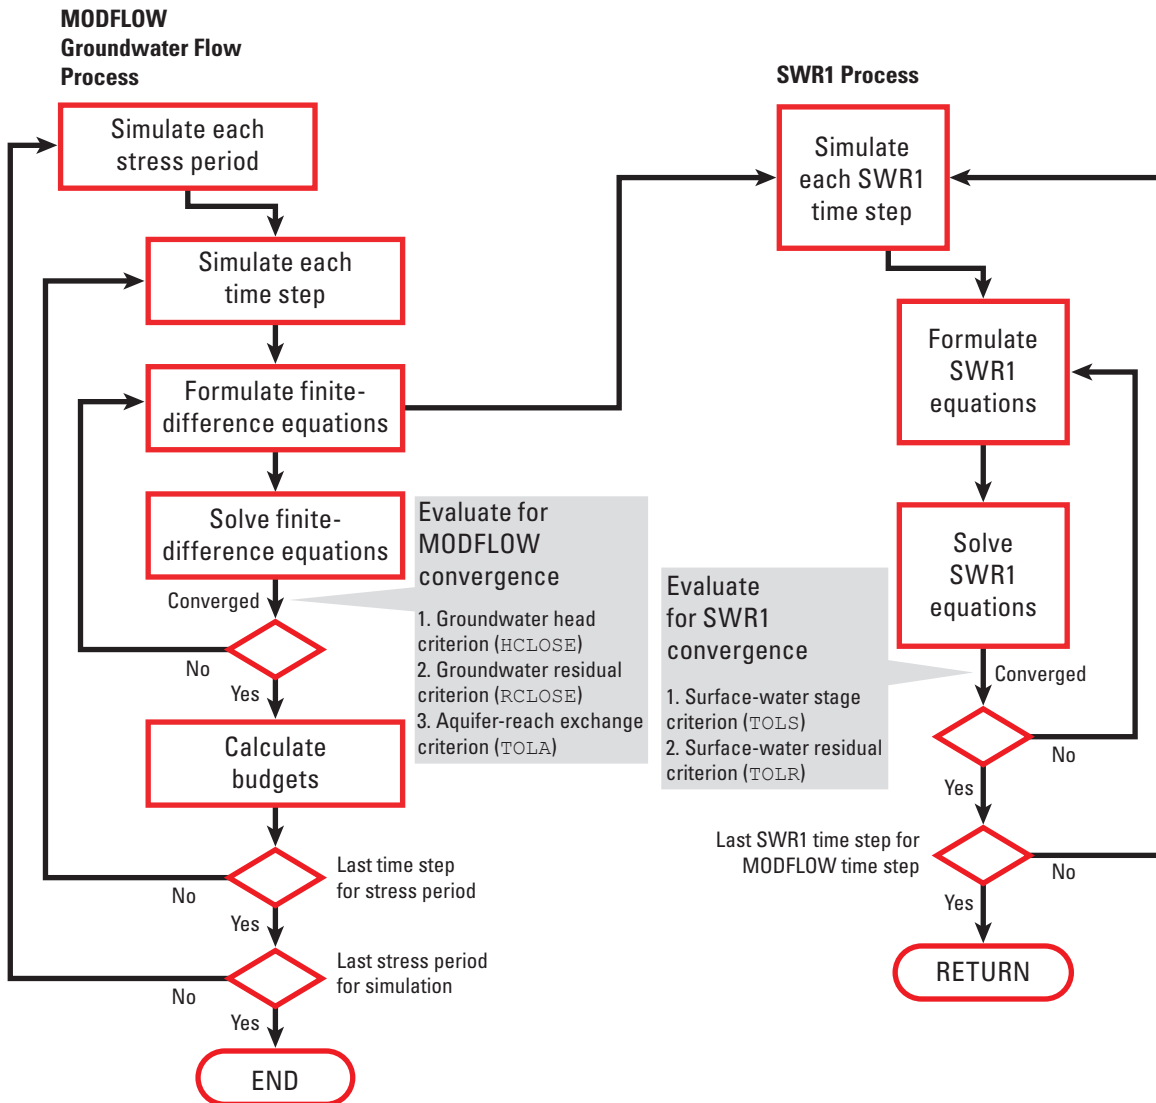 MODFLOW
Groundwater Flow
Process
Simulate each
stress period
Simulate each
time step
Formulate finite-
difference equations
Solve finite-
difference equations
Converged
No
Yes
Evaluate for
MODFLOW
convergence
1. Groundwater head
criterion (HCLOSE)
2. Groundwater residual
criterion (RCLOSE)
3. Aquifer-reach exchange
criterion (TOLA)
Calculate
budgets
Last time step
for stress period
No
Yes
Last stress period
for simulation
No
Yes
END
SWR1 Process
Simulate
each SWR1
time step
Formulate
SWR1
equations
Solve
SWR1
equations
Evaluate
for SWR1
convergence
1. Surface-water stage
criterion (TOLS)
2. Surface-water residual
criterion (TOLR)
Converged
No
Yes
Last SWR1 time step for
MODFLOW time step
No
Yes
RETURN